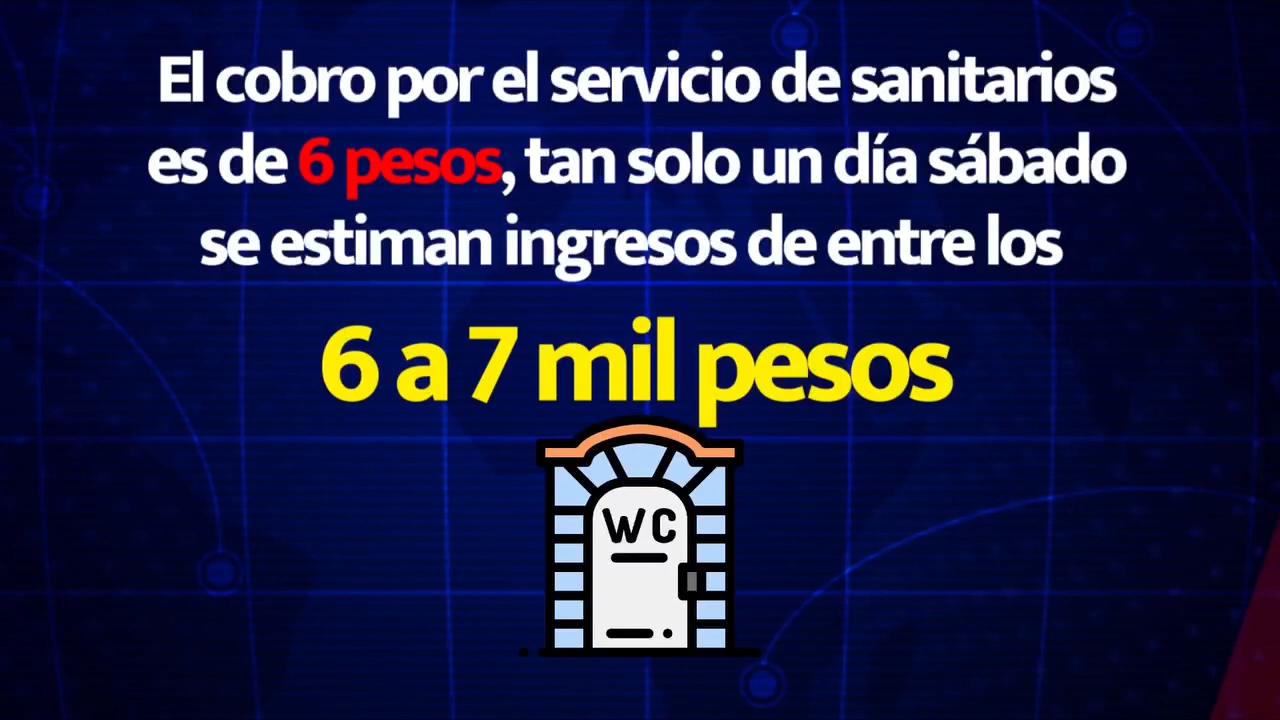 El cobro por el servicio de sanitarios
es de 6 pesos, tan solo un día sábado
se estiman ingresos de entre los
6 a 7 mil pesos
WC